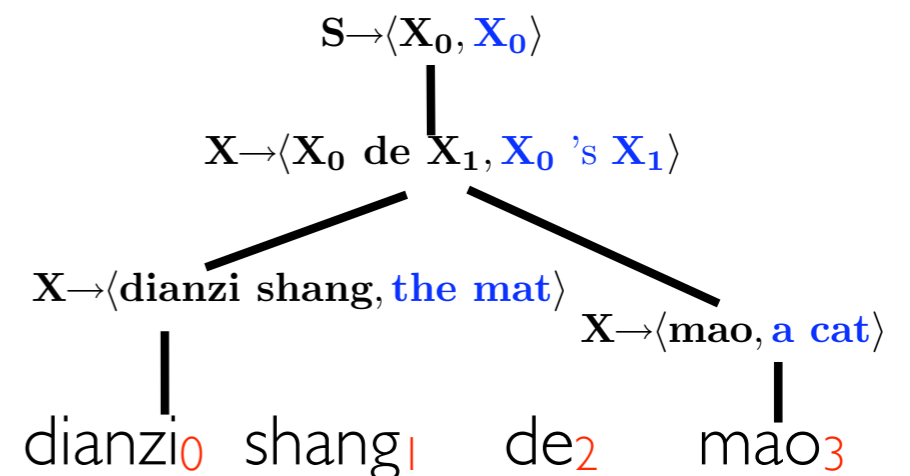 S→⟨X₀, X₀⟩
X→⟨X₀ de X₁, X₀ 's X₁⟩
X→⟨dianzi shang, the mat⟩
X→⟨mao, a cat⟩
dianzi₀ shang₁ de₂ mao₃